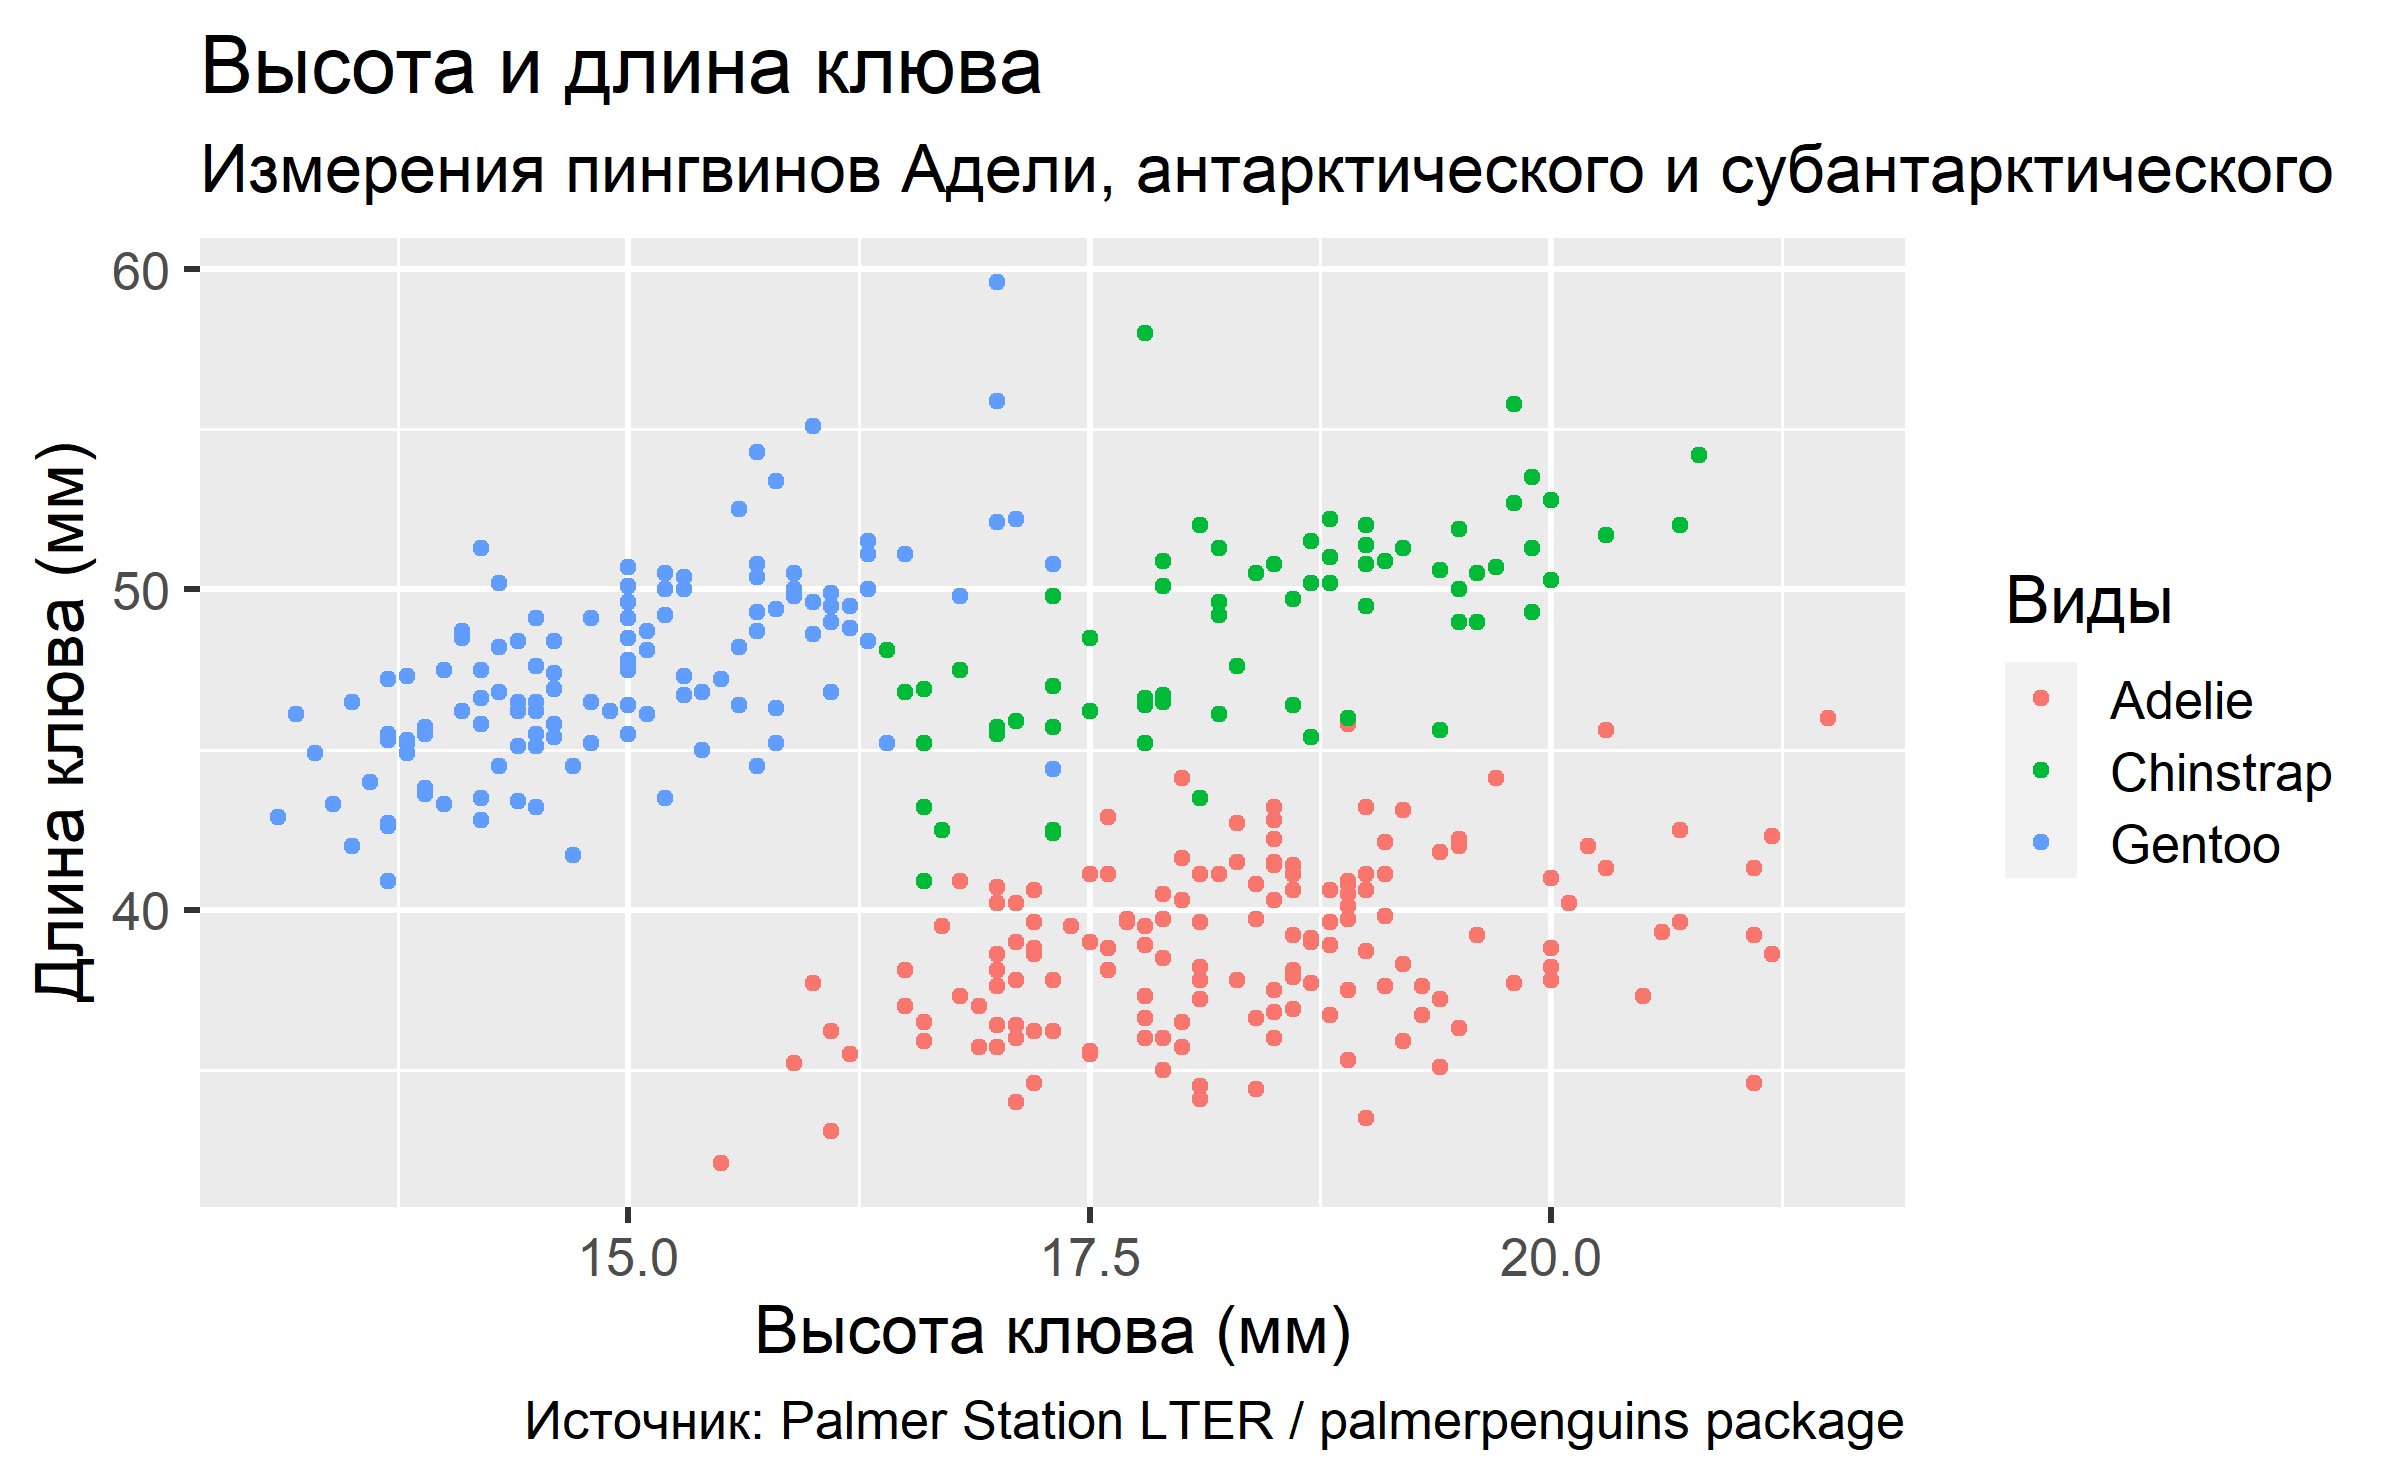 Высота и длина клюва
Измерения пингвинов Адели, антарктического и субантарктического
60
50
40
Длина клюва (мм)
15.0 17.5 20.0
Высота клюва (мм)
Виды
Adelie
Chinstrap
Gentoo
Источник: Palmer Station LTER / palmerpenguins package